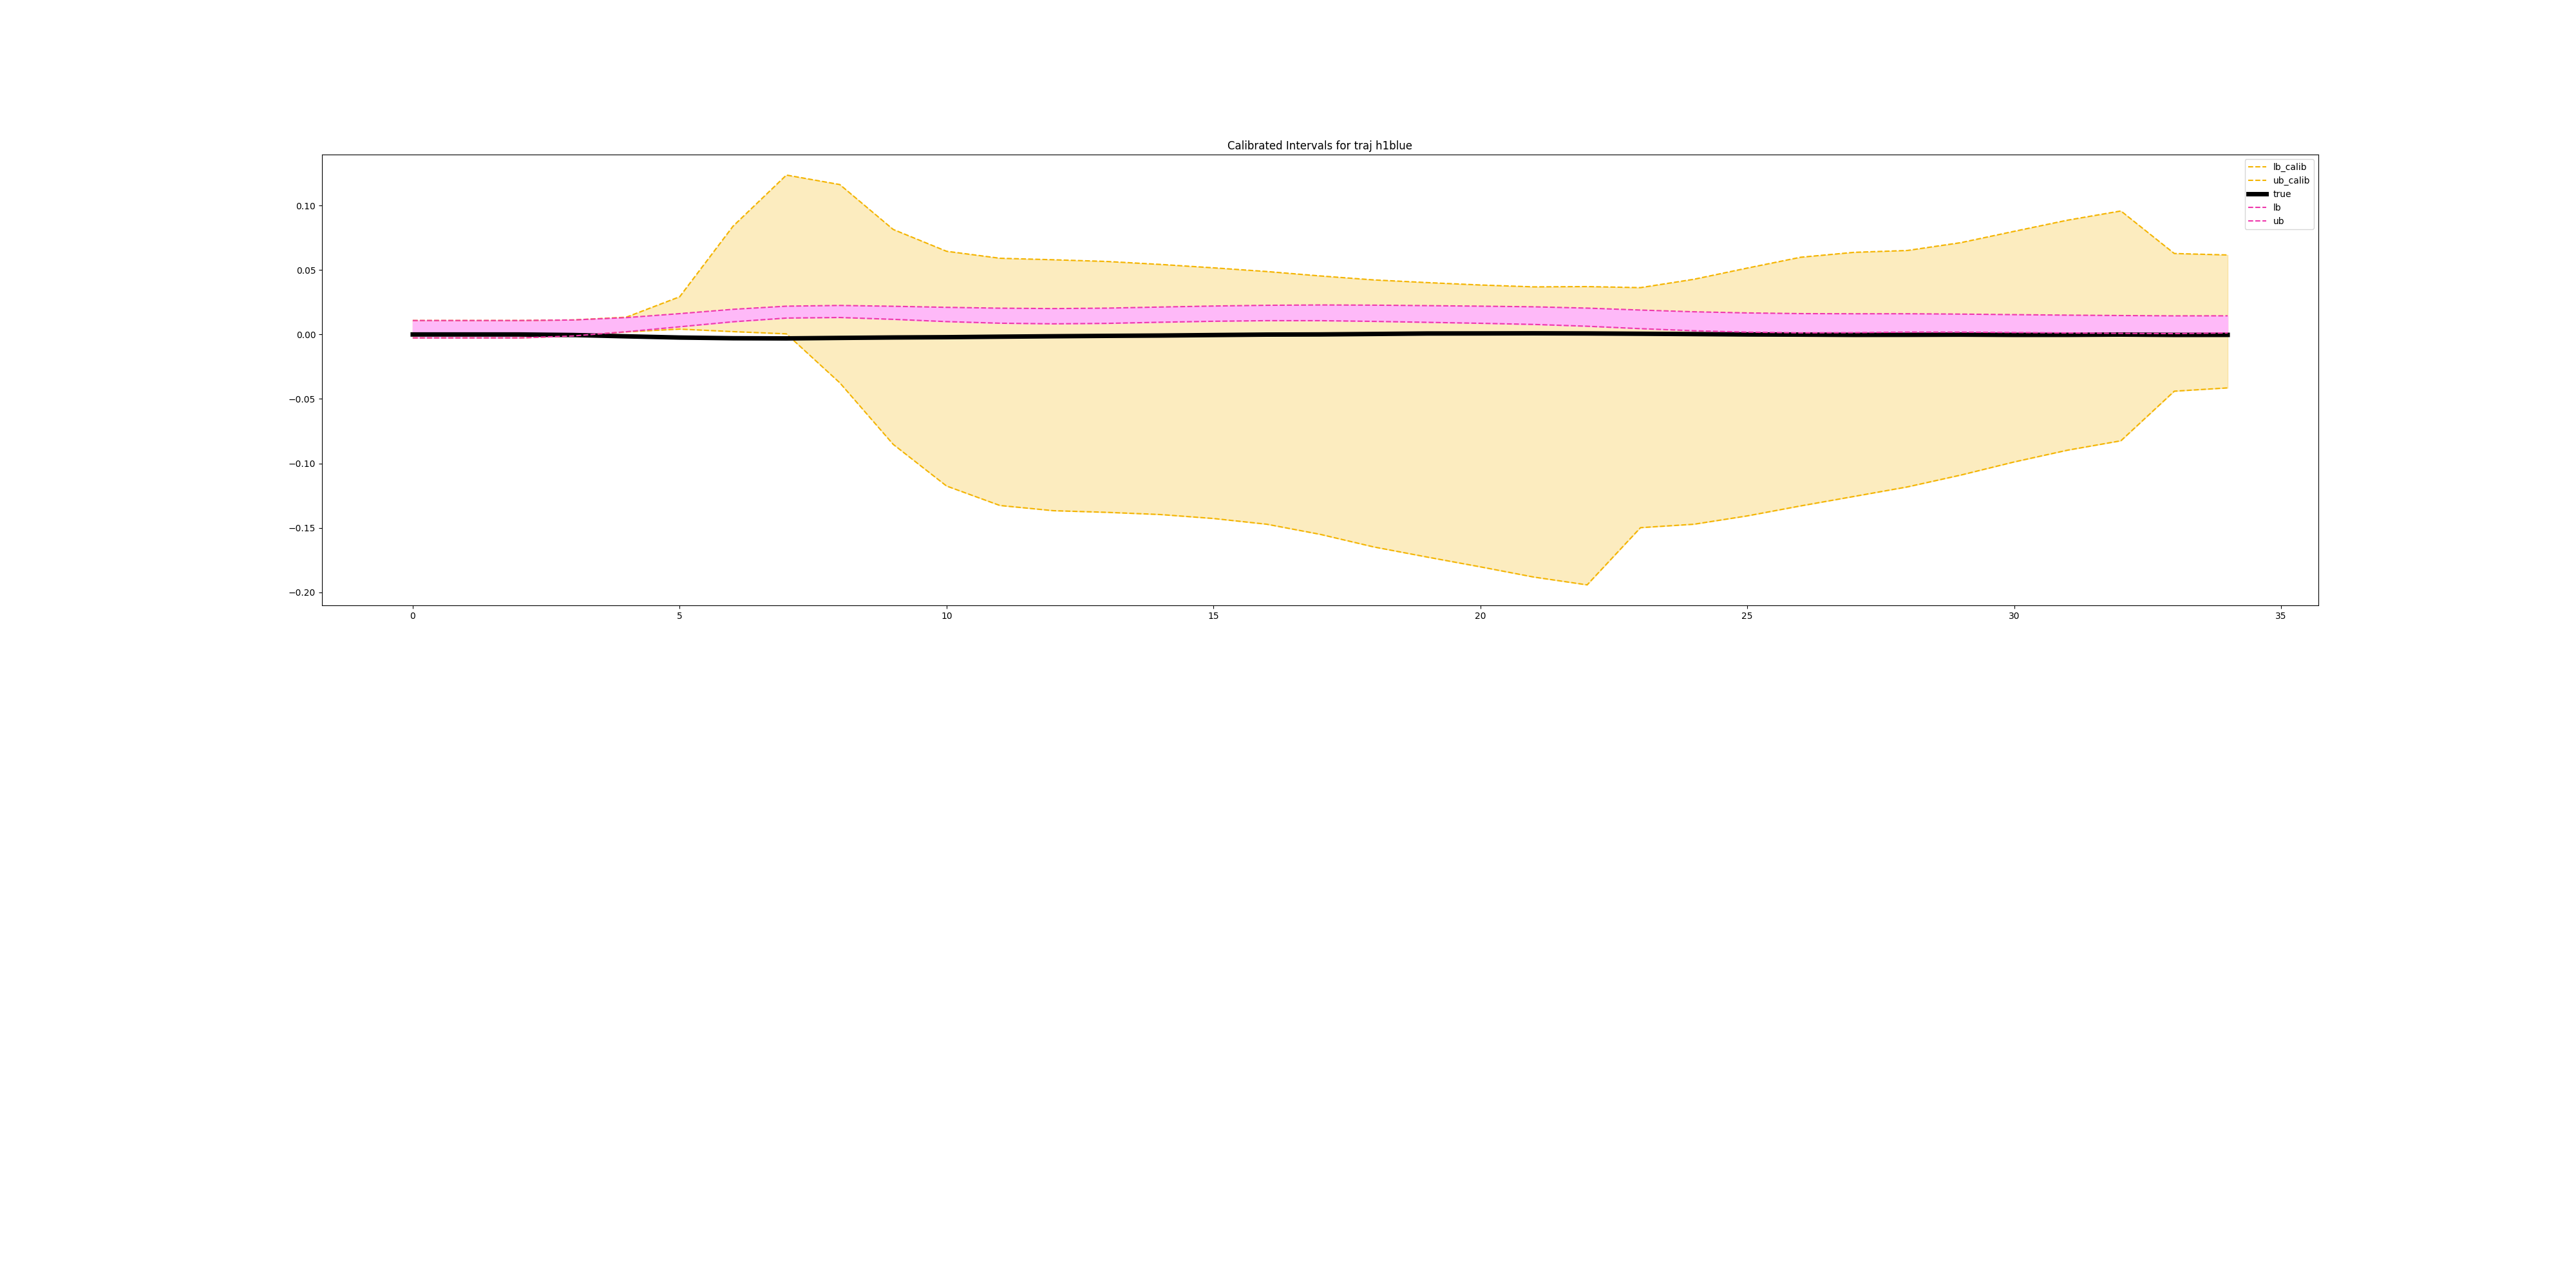 Calibrated Intervals for traj h1blue
lb_calib
ub_calib
true
lb
ub
0.10
0.05
0.00
−0.05
−0.10
−0.15
−0.20
0 5 10 15 20 25 30 35